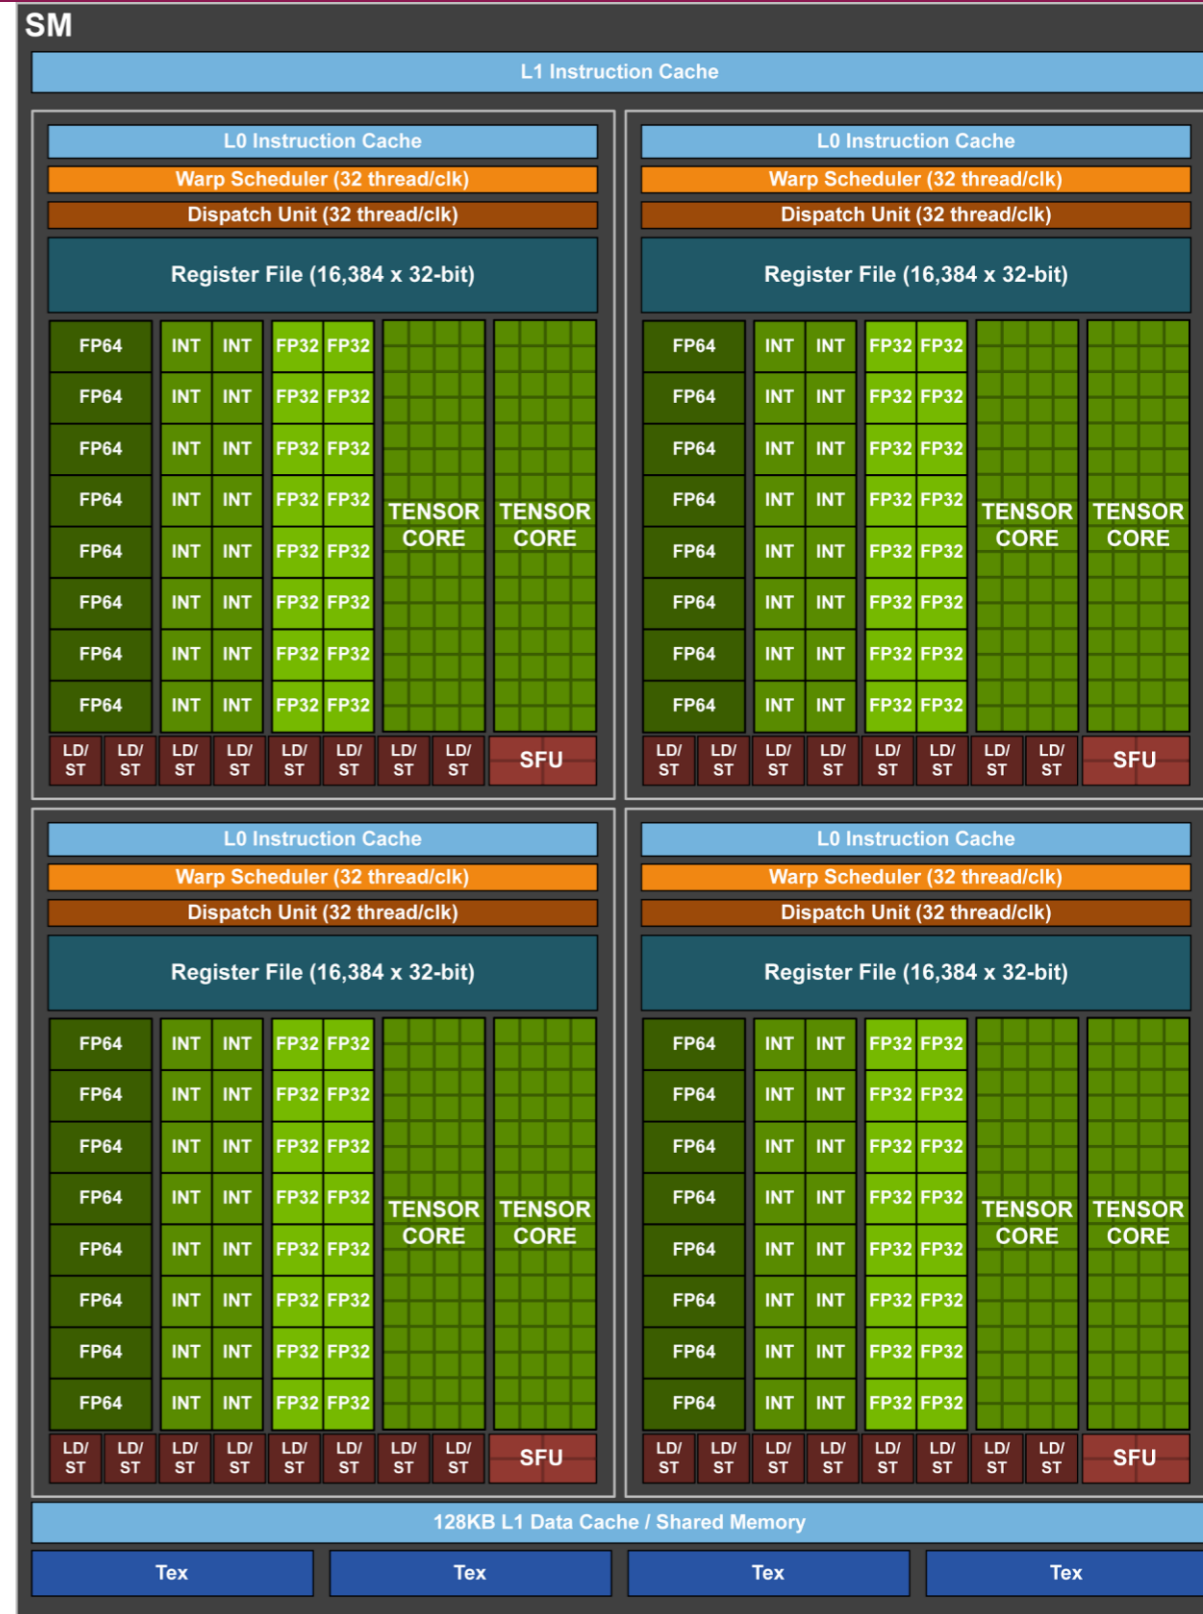 SM
L1 Instruction Cache
L0 Instruction Cache
Warp Scheduler (32 thread/clk)
Dispatch Unit (32 thread/clk)
Register File (16,384 x 32-bit)
FP64 INT INT FP32 FP32
FP64 INT INT FP32 FP32
FP64 INT INT FP32 FP32
FP64 INT INT FP32 FP32
FP64 INT INT FP32 FP32
FP64 INT INT FP32 FP32
FP64 INT INT FP32 FP32
FP64 INT INT FP32 FP32
TENSOR CORE
TENSOR CORE
LD/ST LD/ST LD/ST LD/ST LD/ST LD/ST LD/ST LD/ST SFU
L0 Instruction Cache
Warp Scheduler (32 thread/clk)
Dispatch Unit (32 thread/clk)
Register File (16,384 x 32-bit)
FP64 INT INT FP32 FP32
FP64 INT INT FP32 FP32
FP64 INT INT FP32 FP32
FP64 INT INT FP32 FP32
FP64 INT INT FP32 FP32
FP64 INT INT FP32 FP32
FP64 INT INT FP32 FP32
FP64 INT INT FP32 FP32
TENSOR CORE
TENSOR CORE
LD/ST LD/ST LD/ST LD/ST LD/ST LD/ST LD/ST LD/ST SFU
L0 Instruction Cache
Warp Scheduler (32 thread/clk)
Dispatch Unit (32 thread/clk)
Register File (16,384 x 32-bit)
FP64 INT INT FP32 FP32
FP64 INT INT FP32 FP32
FP64 INT INT FP32 FP32
FP64 INT INT FP32 FP32
FP64 INT INT FP32 FP32
FP64 INT INT FP32 FP32
FP64 INT INT FP32 FP32
FP64 INT INT FP32 FP32
TENSOR CORE
TENSOR CORE
LD/ST LD/ST LD/ST LD/ST LD/ST LD/ST LD/ST LD/ST SFU
L0 Instruction Cache
Warp Scheduler (32 thread/clk)
Dispatch Unit (32 thread/clk)
Register File (16,384 x 32-bit)
FP64 INT INT FP32 FP32
FP64 INT INT FP32 FP32
FP64 INT INT FP32 FP32
FP64 INT INT FP32 FP32
FP64 INT INT FP32 FP32
FP64 INT INT FP32 FP32
FP64 INT INT FP32 FP32
FP64 INT INT FP32 FP32
TENSOR CORE
TENSOR CORE
LD/ST LD/ST LD/ST LD/ST LD/ST LD/ST LD/ST LD/ST SFU
128KB L1 Data Cache / Shared Memory
Tex Tex Tex Tex